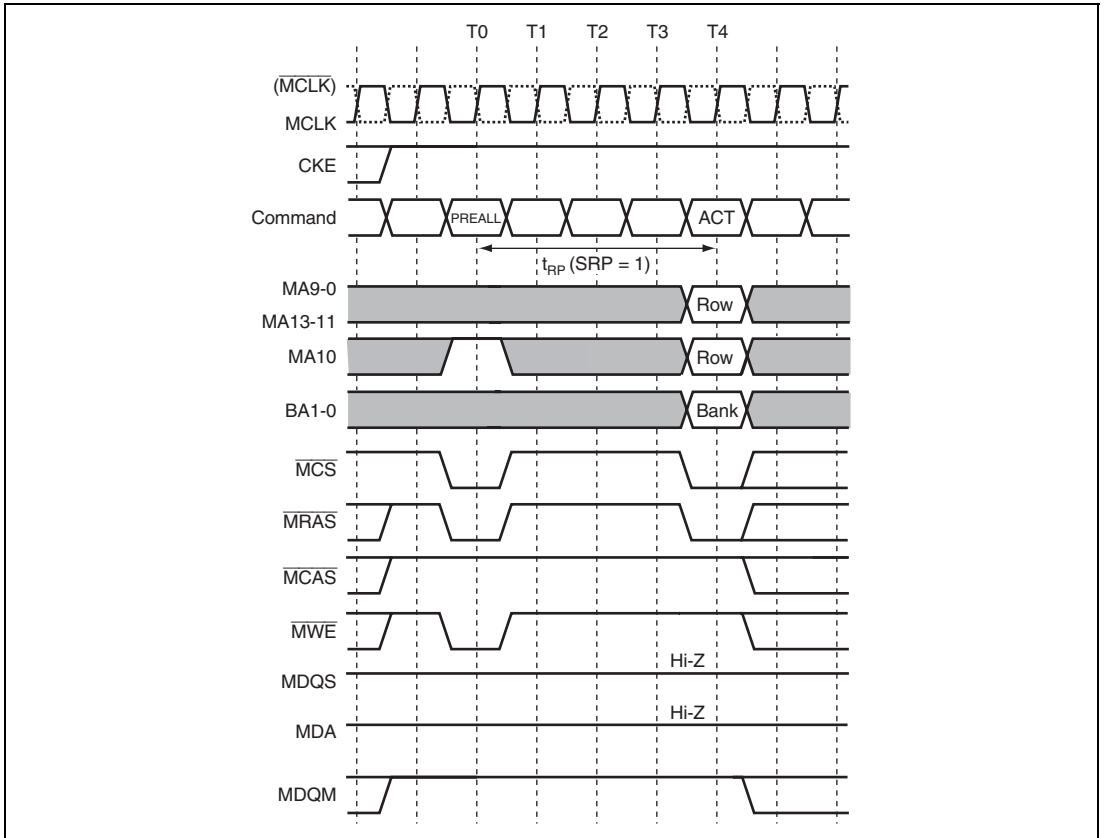 T0 T1 T2 T3 T4
(MCLK)
MCLK
CKE
Command PREALL ACT
tRP (SRP = 1)
MA9-0
Row
MA13-11
MA10 Row
BA1-0 Bank
MCS
MRAS
MCAS
MWE
Hi-Z
MDQS
Hi-Z
MDA
MDQM